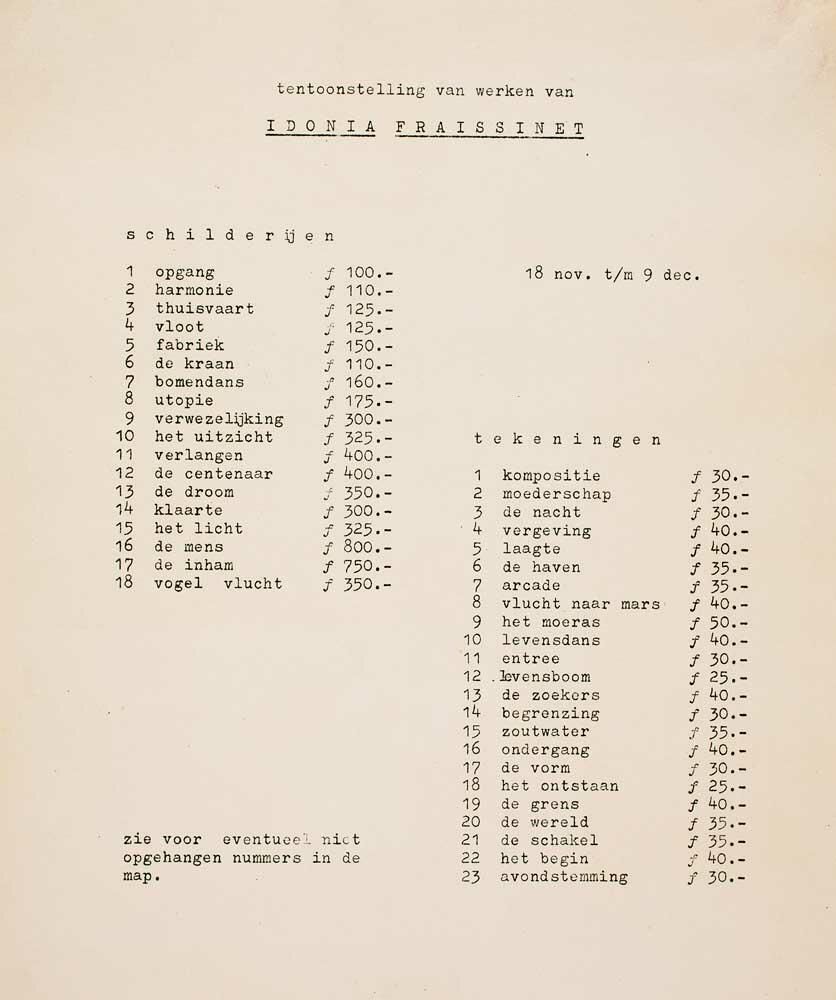 tentoonstelling van werken van
IDONIA FRAISSINET
schilderijen
1 opgang ƒ 100.-
2 harmonie ƒ 110.-
3 thuisvaart ƒ 125.-
4 vloot ƒ 125.-
5 fabriek ƒ 150.-
6 de kraan ƒ 110.-
7 bomendans ƒ 160.-
8 utopie ƒ 175.-
9 verwezelijking ƒ 300.-
10 het uitzicht ƒ 325.-
11 verlangen ƒ 400.-
12 de centenaar ƒ 400.-
13 de droom ƒ 350.-
14 klaarte ƒ 300.-
15 het licht ƒ 325.-
16 de mens ƒ 800.-
17 de inham ƒ 750.-
18 vogel vlucht ƒ 350.-
18 nov. t/m 9 dec.
tekeningen
1 kompositie ƒ 30.-
2 moederschap ƒ 35.-
3 de nacht ƒ 30.-
4 vergeving ƒ 40.-
5 laagte ƒ 40.-
6 de haven ƒ 35.-
7 arcade ƒ 35.-
8 vlucht naar mars ƒ 40.-
9 het moeras ƒ 50.-
10 levensdans ƒ 40.-
11 entree ƒ 30.-
12 levensboom ƒ 25.-
13 de zoekers ƒ 40.-
14 begrenzing ƒ 30.-
15 zoutwater ƒ 35.-
16 ondergang ƒ 40.-
17 de vorm ƒ 30.-
18 het ontstaan ƒ 25.-
19 de grens ƒ 40.-
20 de wereld ƒ 35.-
21 de schakel ƒ 35.-
22 het begin ƒ 40.-
23 avondstemming ƒ 30.-
zie voor eventueel niet
opgehangen nummers in de
map.